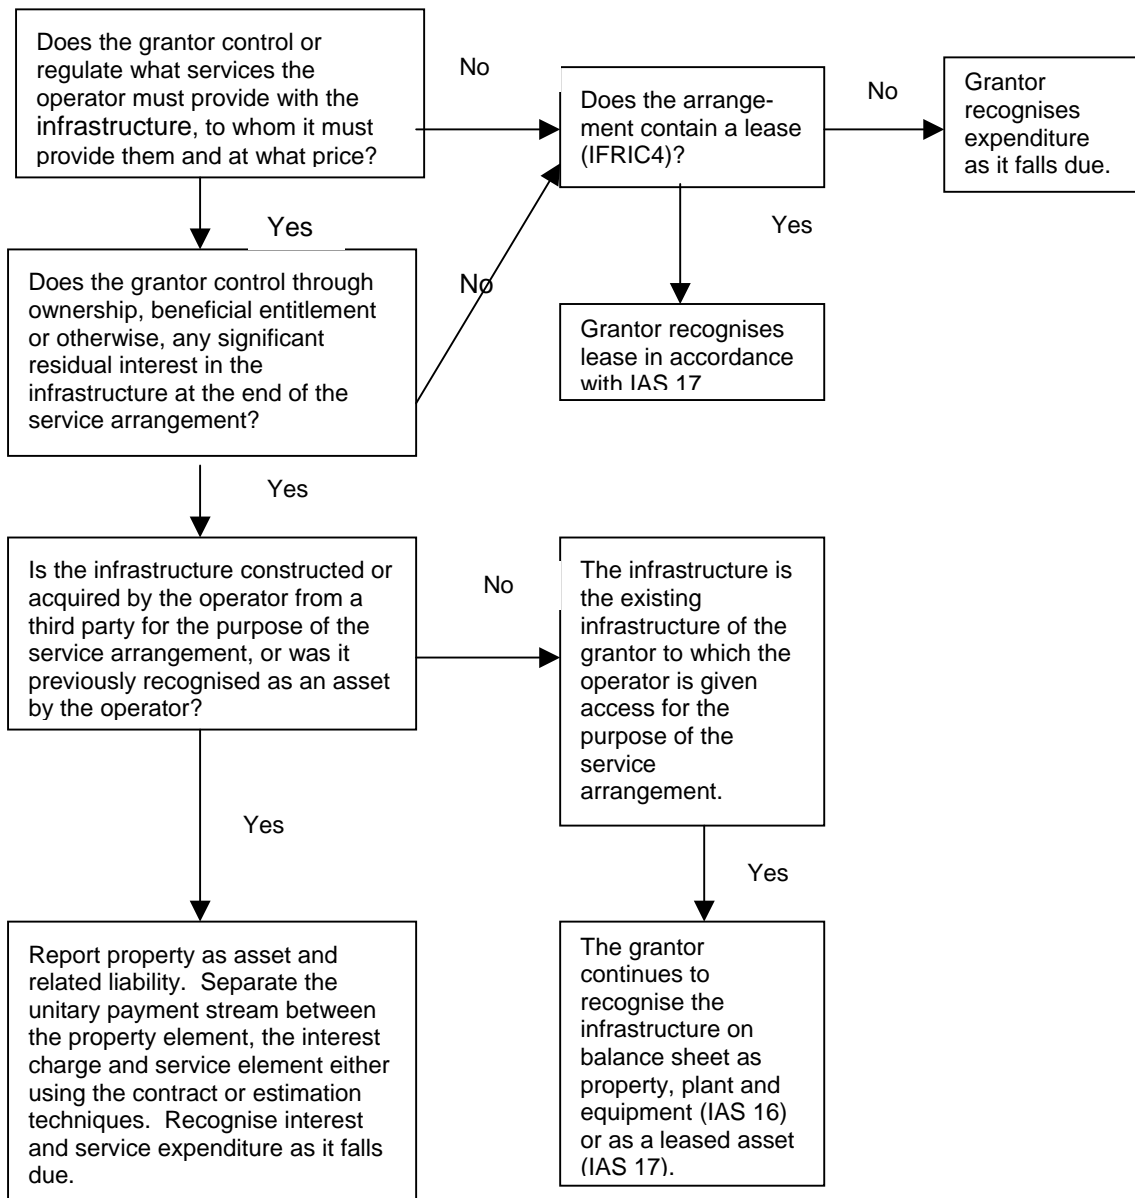 Does the grantor control or
regulate what services the
operator must provide with the
infrastructure, to whom it must
provide them and at what price?
No
Does the arrange-
ment contain a lease
(IFRIC4)?
No
Grantor
recognises
expenditure
as it falls due.
Yes
Yes
Does the grantor control through
ownership, beneficial entitlement
or otherwise, any significant
residual interest in the
infrastructure at the end of the
service arrangement?
No
Grantor recognises
lease in accordance
with IAS 17
Yes
Is the infrastructure constructed or
acquired by the operator from a
third party for the purpose of the
service arrangement, or was it
previously recognised as an asset
by the operator?
No
The infrastructure is
the existing
infrastructure of the
grantor to which the
operator is given
access for the
purpose of the
service
arrangement.
Yes
Yes
Report property as asset and
related liability.  Separate the
unitary payment stream between
the property element, the interest
charge and service element either
using the contract or estimation
techniques.  Recognise interest
and service expenditure as it falls
due.
The grantor
continues to
recognise the
infrastructure on
balance sheet as
property, plant and
equipment (IAS 16)
or as a leased asset
(IAS 17).